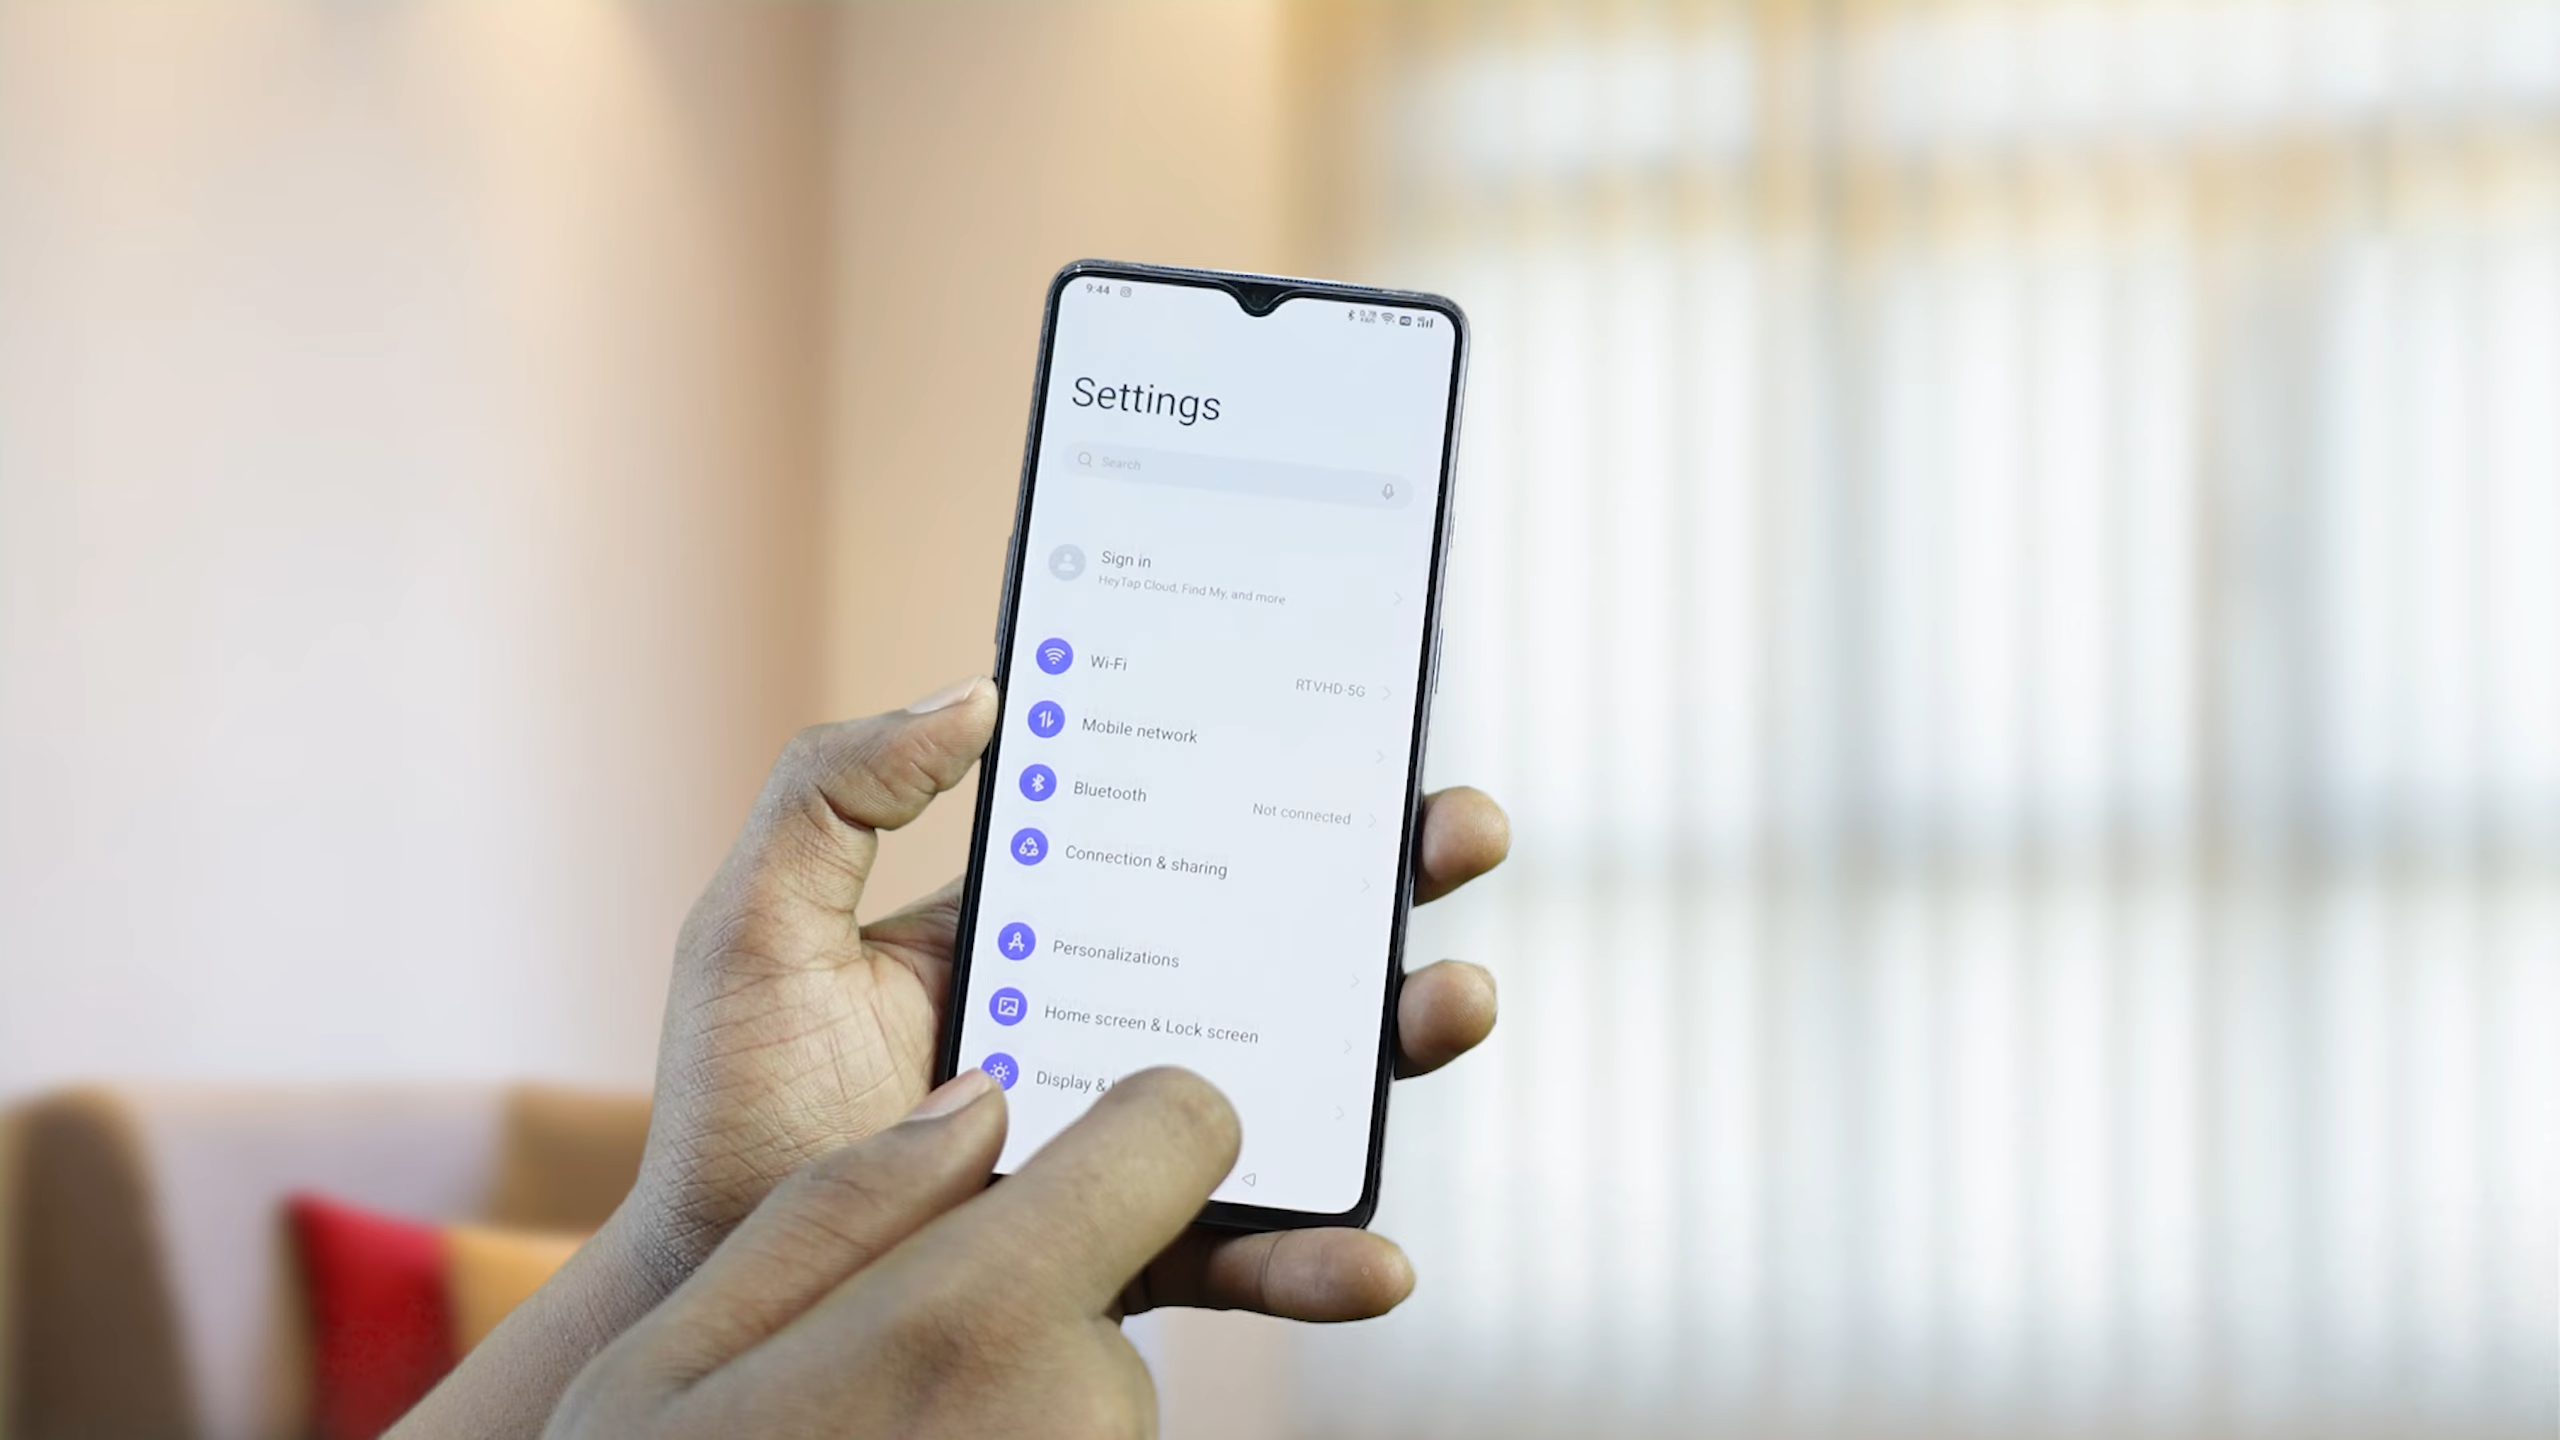 9:44
Settings
Search
Sign in
HeyTap Cloud, Find My, and more
Wi-Fi
RTVHD-5G
Mobile network
Bluetooth
Not connected
Connection & sharing
Personalizations
Home screen & Lock screen
Display &